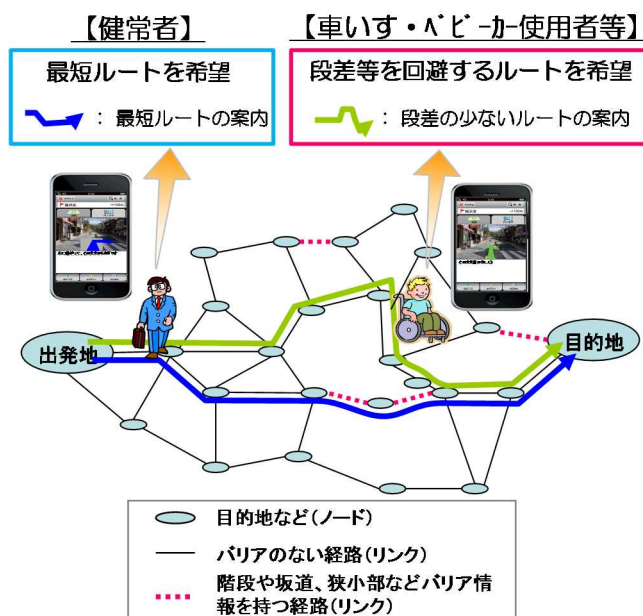 【健常者】
【車いす・ベビーカー使用者等】
最短ルートを希望
：最短ルートの案内
段差等を回避するルートを希望
：段差の少ないルートの案内
出発地
目的地
目的地など(ノード)
バリアのない経路(リンク)
階段や坂道、狭小部などバリア情
報を持つ経路(リンク)